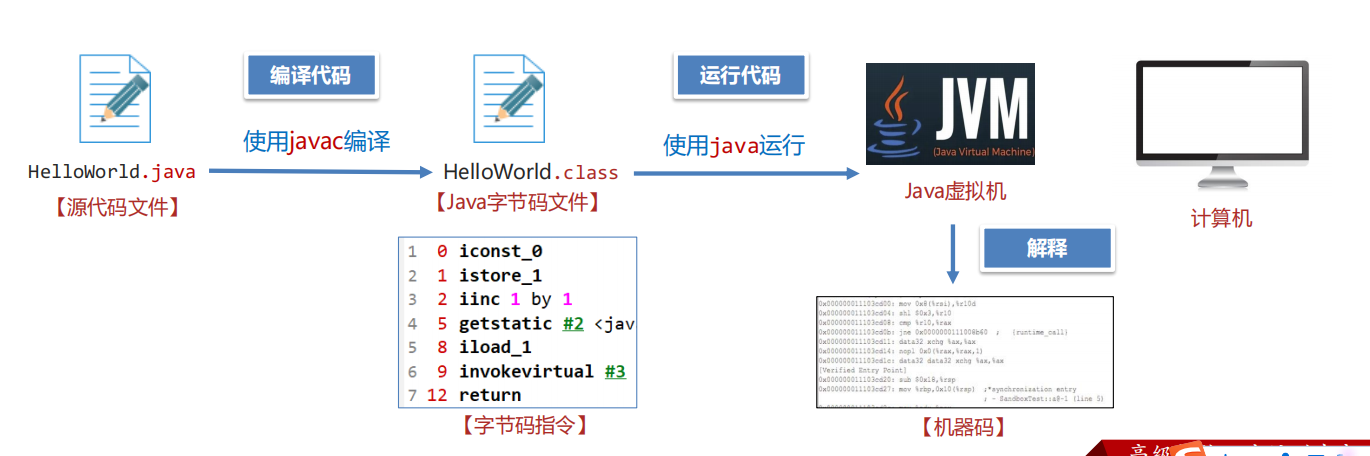 编译代码
使用javac编译
HelloWorld.java
【源代码文件】
HelloWorld.class
【Java字节码文件】
运行代码
使用java运行
JVM
(Java Virtual Machine)
Java虚拟机
计算机
解释
1 0 iconst_0
2 1 istore_1
3 2 iinc 1 by 1
4 5 getstatic #2 <jav
5 8 iload_1
6 9 invokevirtual #3
7 12 return
【字节码指令】
0x000000011103cd00: mov 0x8(%rsi),%r10d
0x000000011103cd04: shl $0x3,%r10
0x000000011103cd08: cmp %r10,%rax
0x000000011103cd0b: jne 0x0000000111008b60 ; {runtime_call}
0x000000011103cd11: data32 xchg %ax,%ax
0x000000011103cd14: nopl 0x0(%rax,%rax,1)
0x000000011103cd1c: data32 data32 xchg %ax,%ax
[Verified Entry Point]
0x000000011103cd20: sub $0x18,%rsp
0x000000011103cd27: mov %rbp,0x10(%rsp) ;*synchronization entry
; - SandboxTest::a@-1 (line 5)
【机器码】
高级